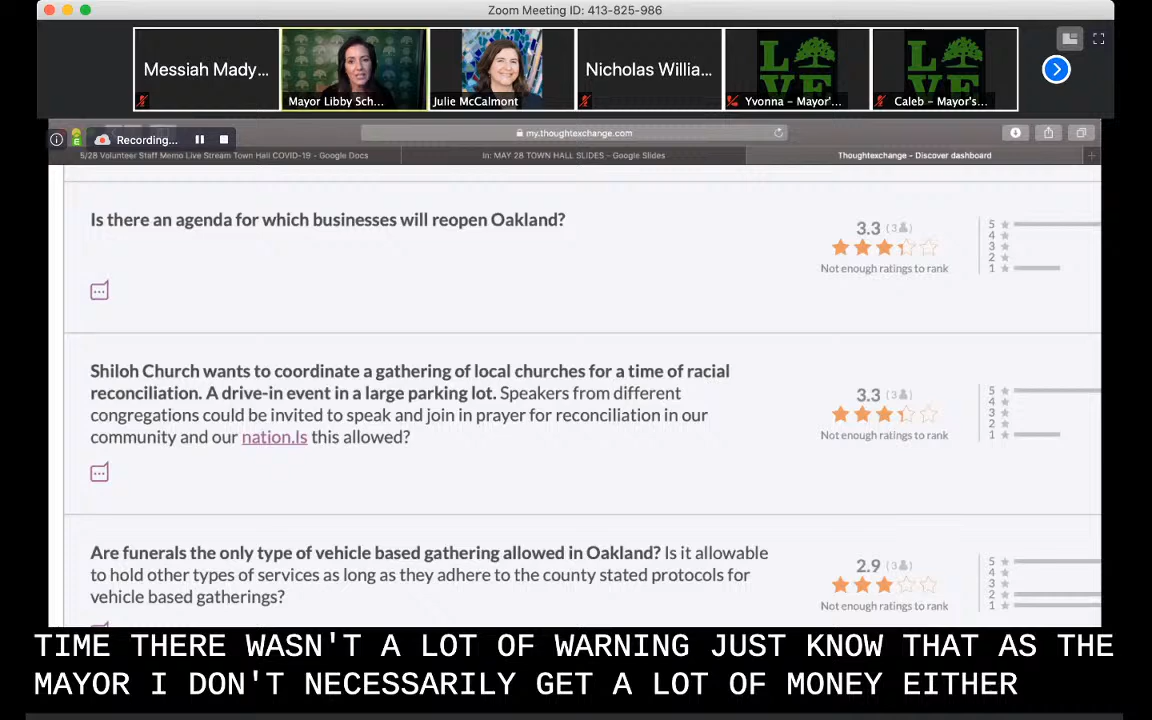 Zoom Meeting ID: 413-825-986
Messiah Mady...
Mayor Libby Sch...
Julie McCalmont
Nicholas Willia...
LOVE
Yvonna - Mayor'...
LOVE
Caleb - Mayor's...
Recording...
my.thoughtexchange.com
5/28 Volunteer Staff Memo Live Stream Town Hall COVID-19 - Google Docs
In: MAY 28 TOWN HALL SLIDES - Google Slides
Thoughtexchange - Discover dashboard
Is there an agenda for which businesses will reopen Oakland?
3.3 (3)
Not enough ratings to rank
5
4
3
2
1
Shiloh Church wants to coordinate a gathering of local churches for a time of racial
reconciliation. A drive-in event in a large parking lot. Speakers from different
congregations could be invited to speak and join in prayer for reconciliation in our
community and our nation.Is this allowed?
3.3 (3)
Not enough ratings to rank
5
4
3
2
1
Are funerals the only type of vehicle based gathering allowed in Oakland? Is it allowable
to hold other types of services as long as they adhere to the county stated protocols for
vehicle based gatherings?
2.9 (3)
Not enough ratings to rank
5
4
3
2
1
TIME THERE WASN'T A LOT OF WARNING JUST KNOW THAT AS THE
MAYOR I DON'T NECESSARILY GET A LOT OF MONEY EITHER